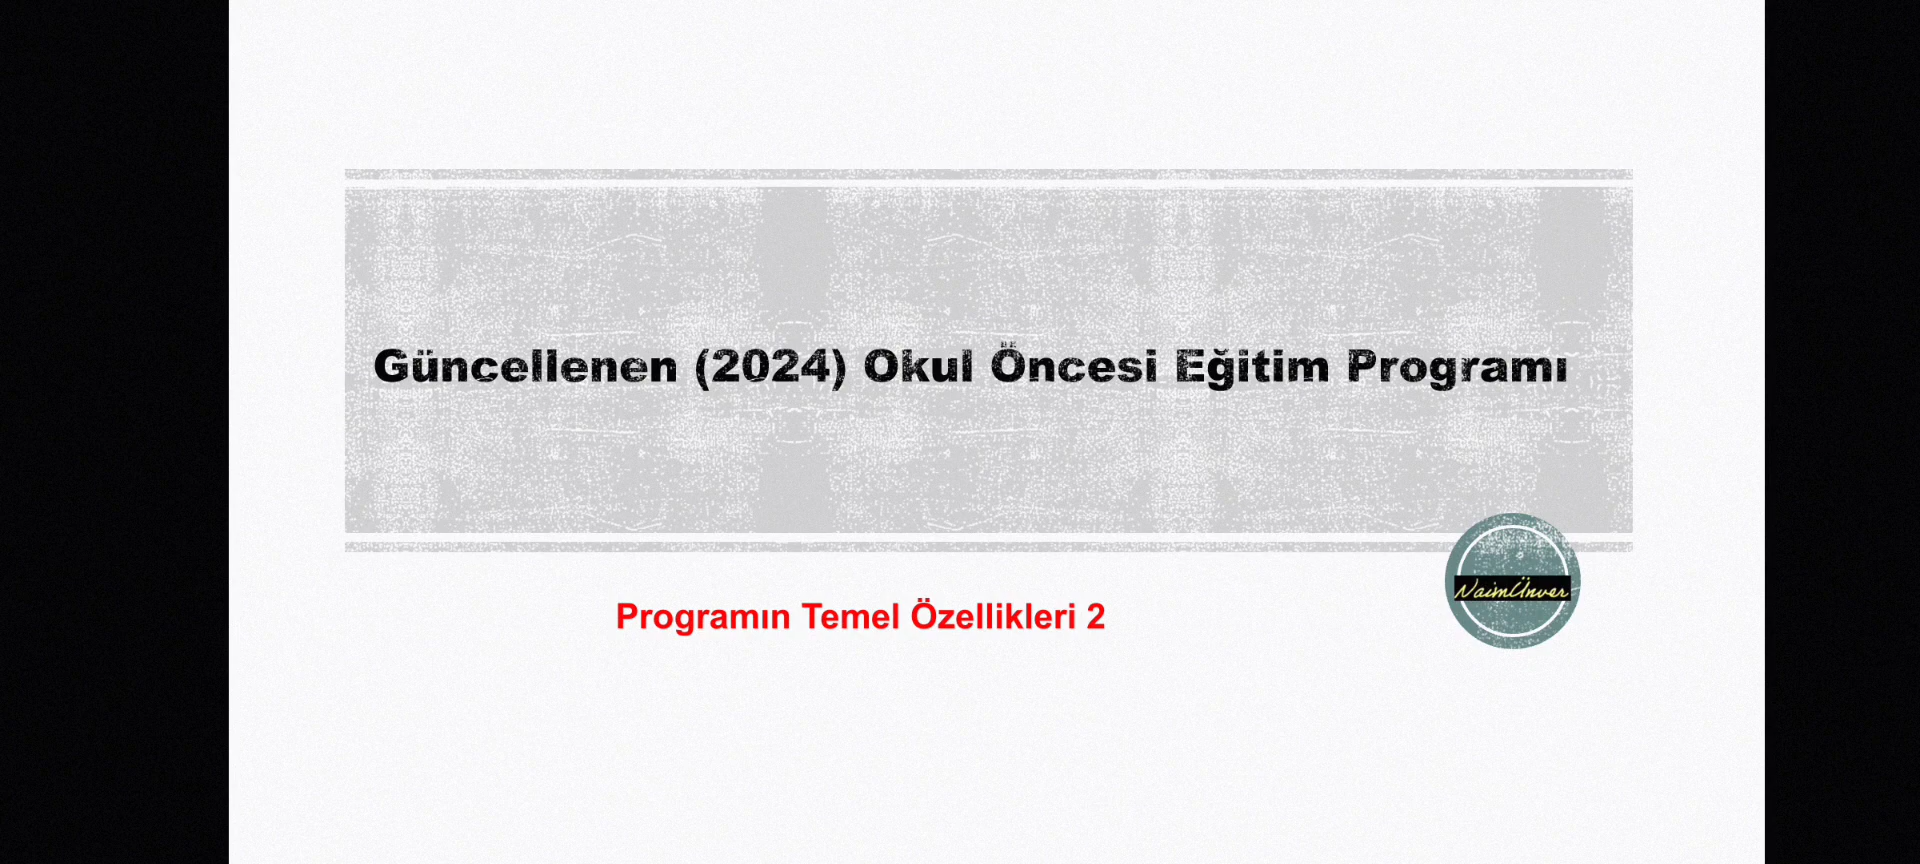 Güncellenen (2024) Okul Öncesi Eğitim Programı
Programın Temel Özellikleri 2
NaimÜnver